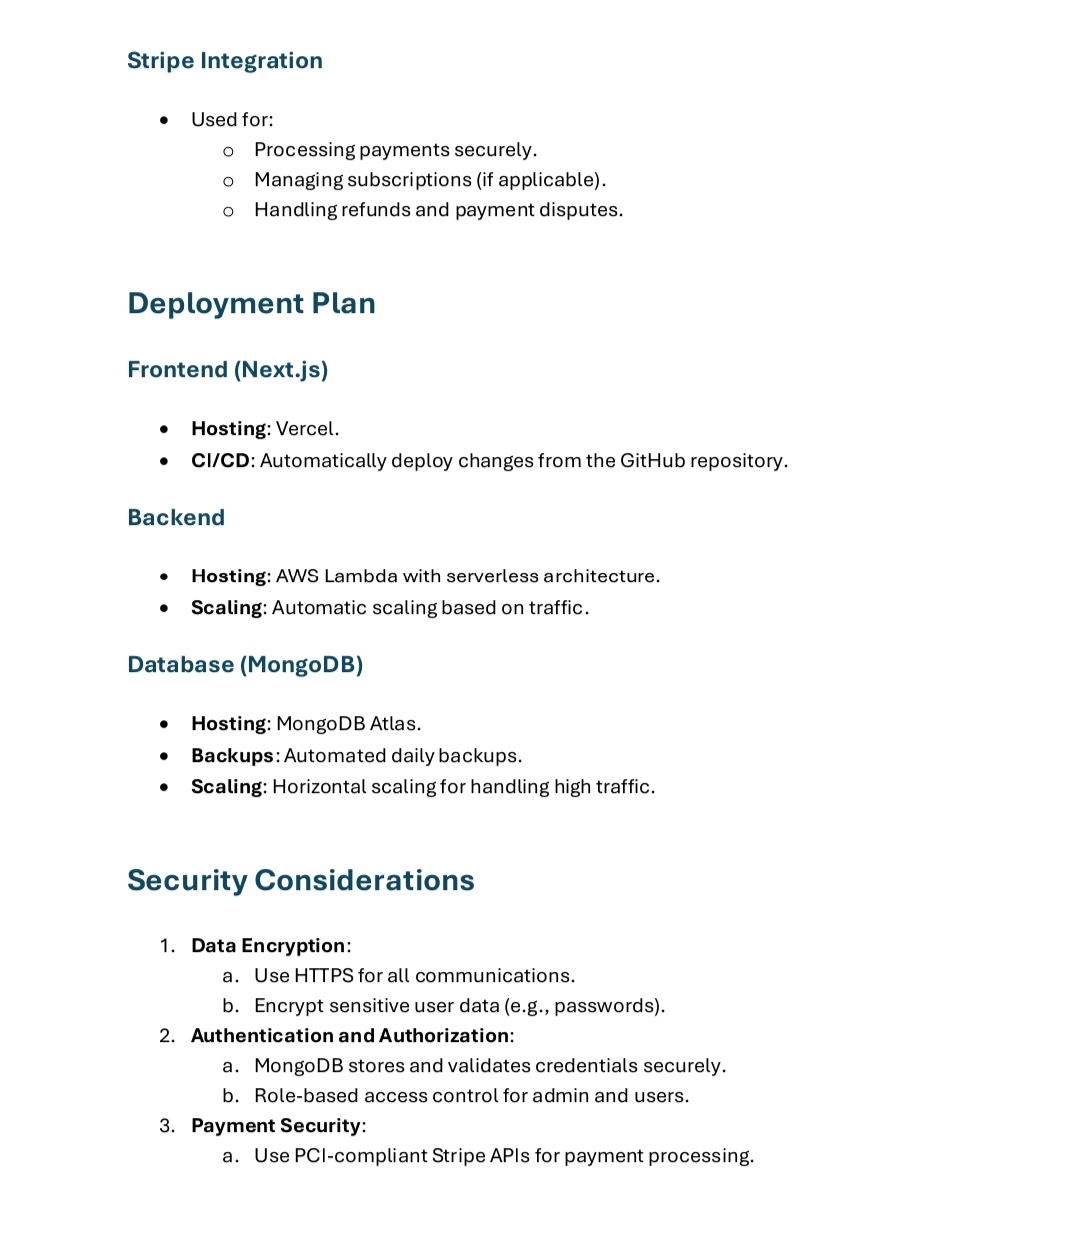 Stripe Integration
• Used for:
o Processing payments securely.
o Managing subscriptions (if applicable).
o Handling refunds and payment disputes.
Deployment Plan
Frontend (Next.js)
• Hosting: Vercel.
• CI/CD: Automatically deploy changes from the GitHub repository.
Backend
• Hosting: AWS Lambda with serverless architecture.
• Scaling: Automatic scaling based on traffic.
Database (MongoDB)
• Hosting: MongoDB Atlas.
• Backups: Automated daily backups.
• Scaling: Horizontal scaling for handling high traffic.
Security Considerations
1. Data Encryption:
a. Use HTTPS for all communications.
b. Encrypt sensitive user data (e.g., passwords).
2. Authentication and Authorization:
a. MongoDB stores and validates credentials securely.
b. Role-based access control for admin and users.
3. Payment Security:
a. Use PCI-compliant Stripe APIs for payment processing.